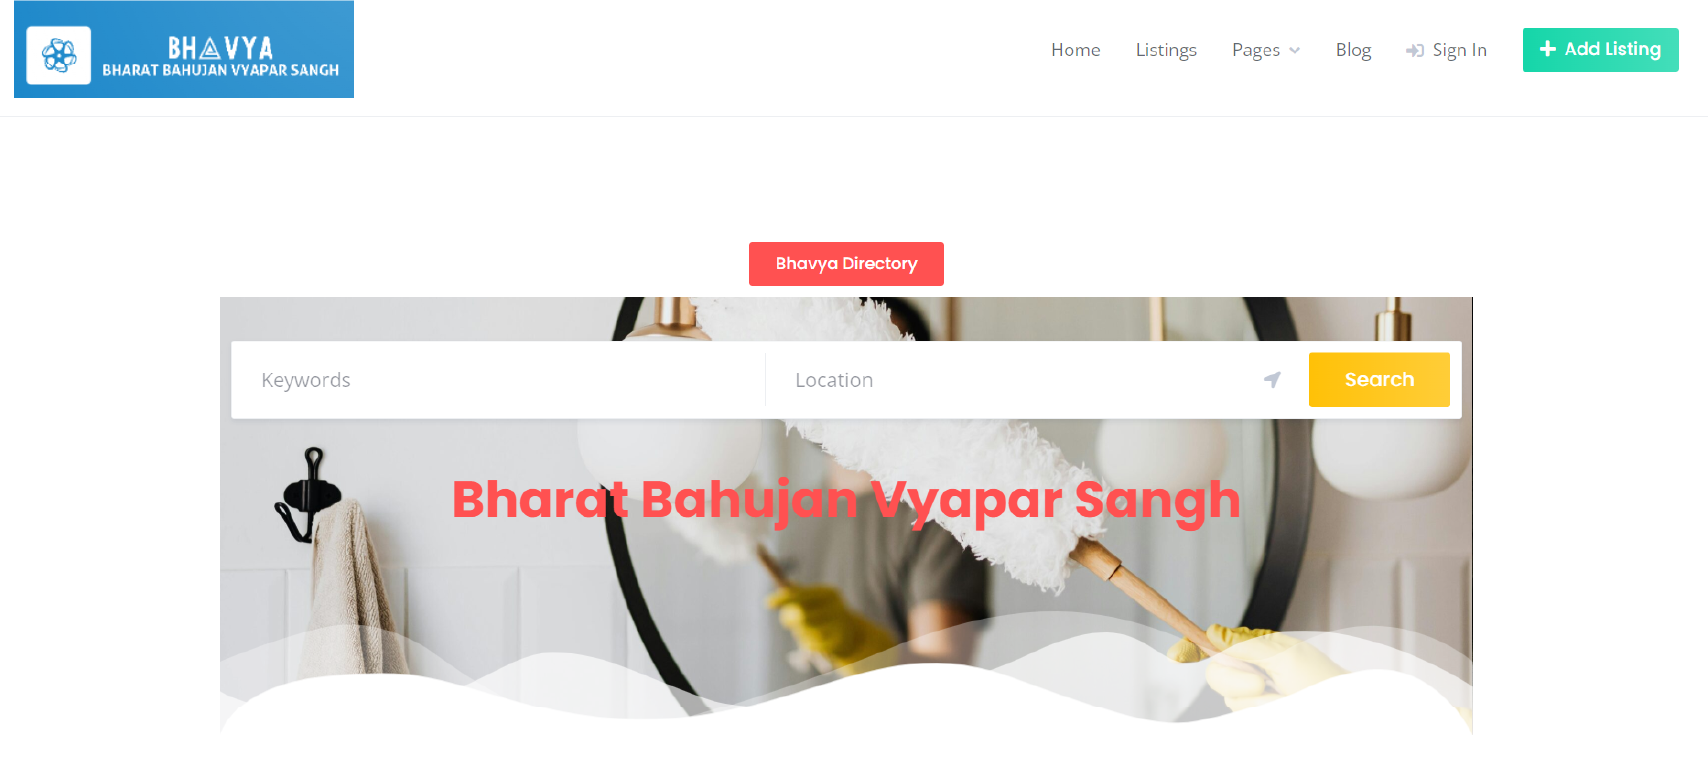 BHAVYA
BHARAT BAHUJAN VYAPAR SANGH
Home Listings Pages Blog Sign In Add Listing
Bhavya Directory
Keywords Location Search
Bharat Bahujan Vyapar Sangh